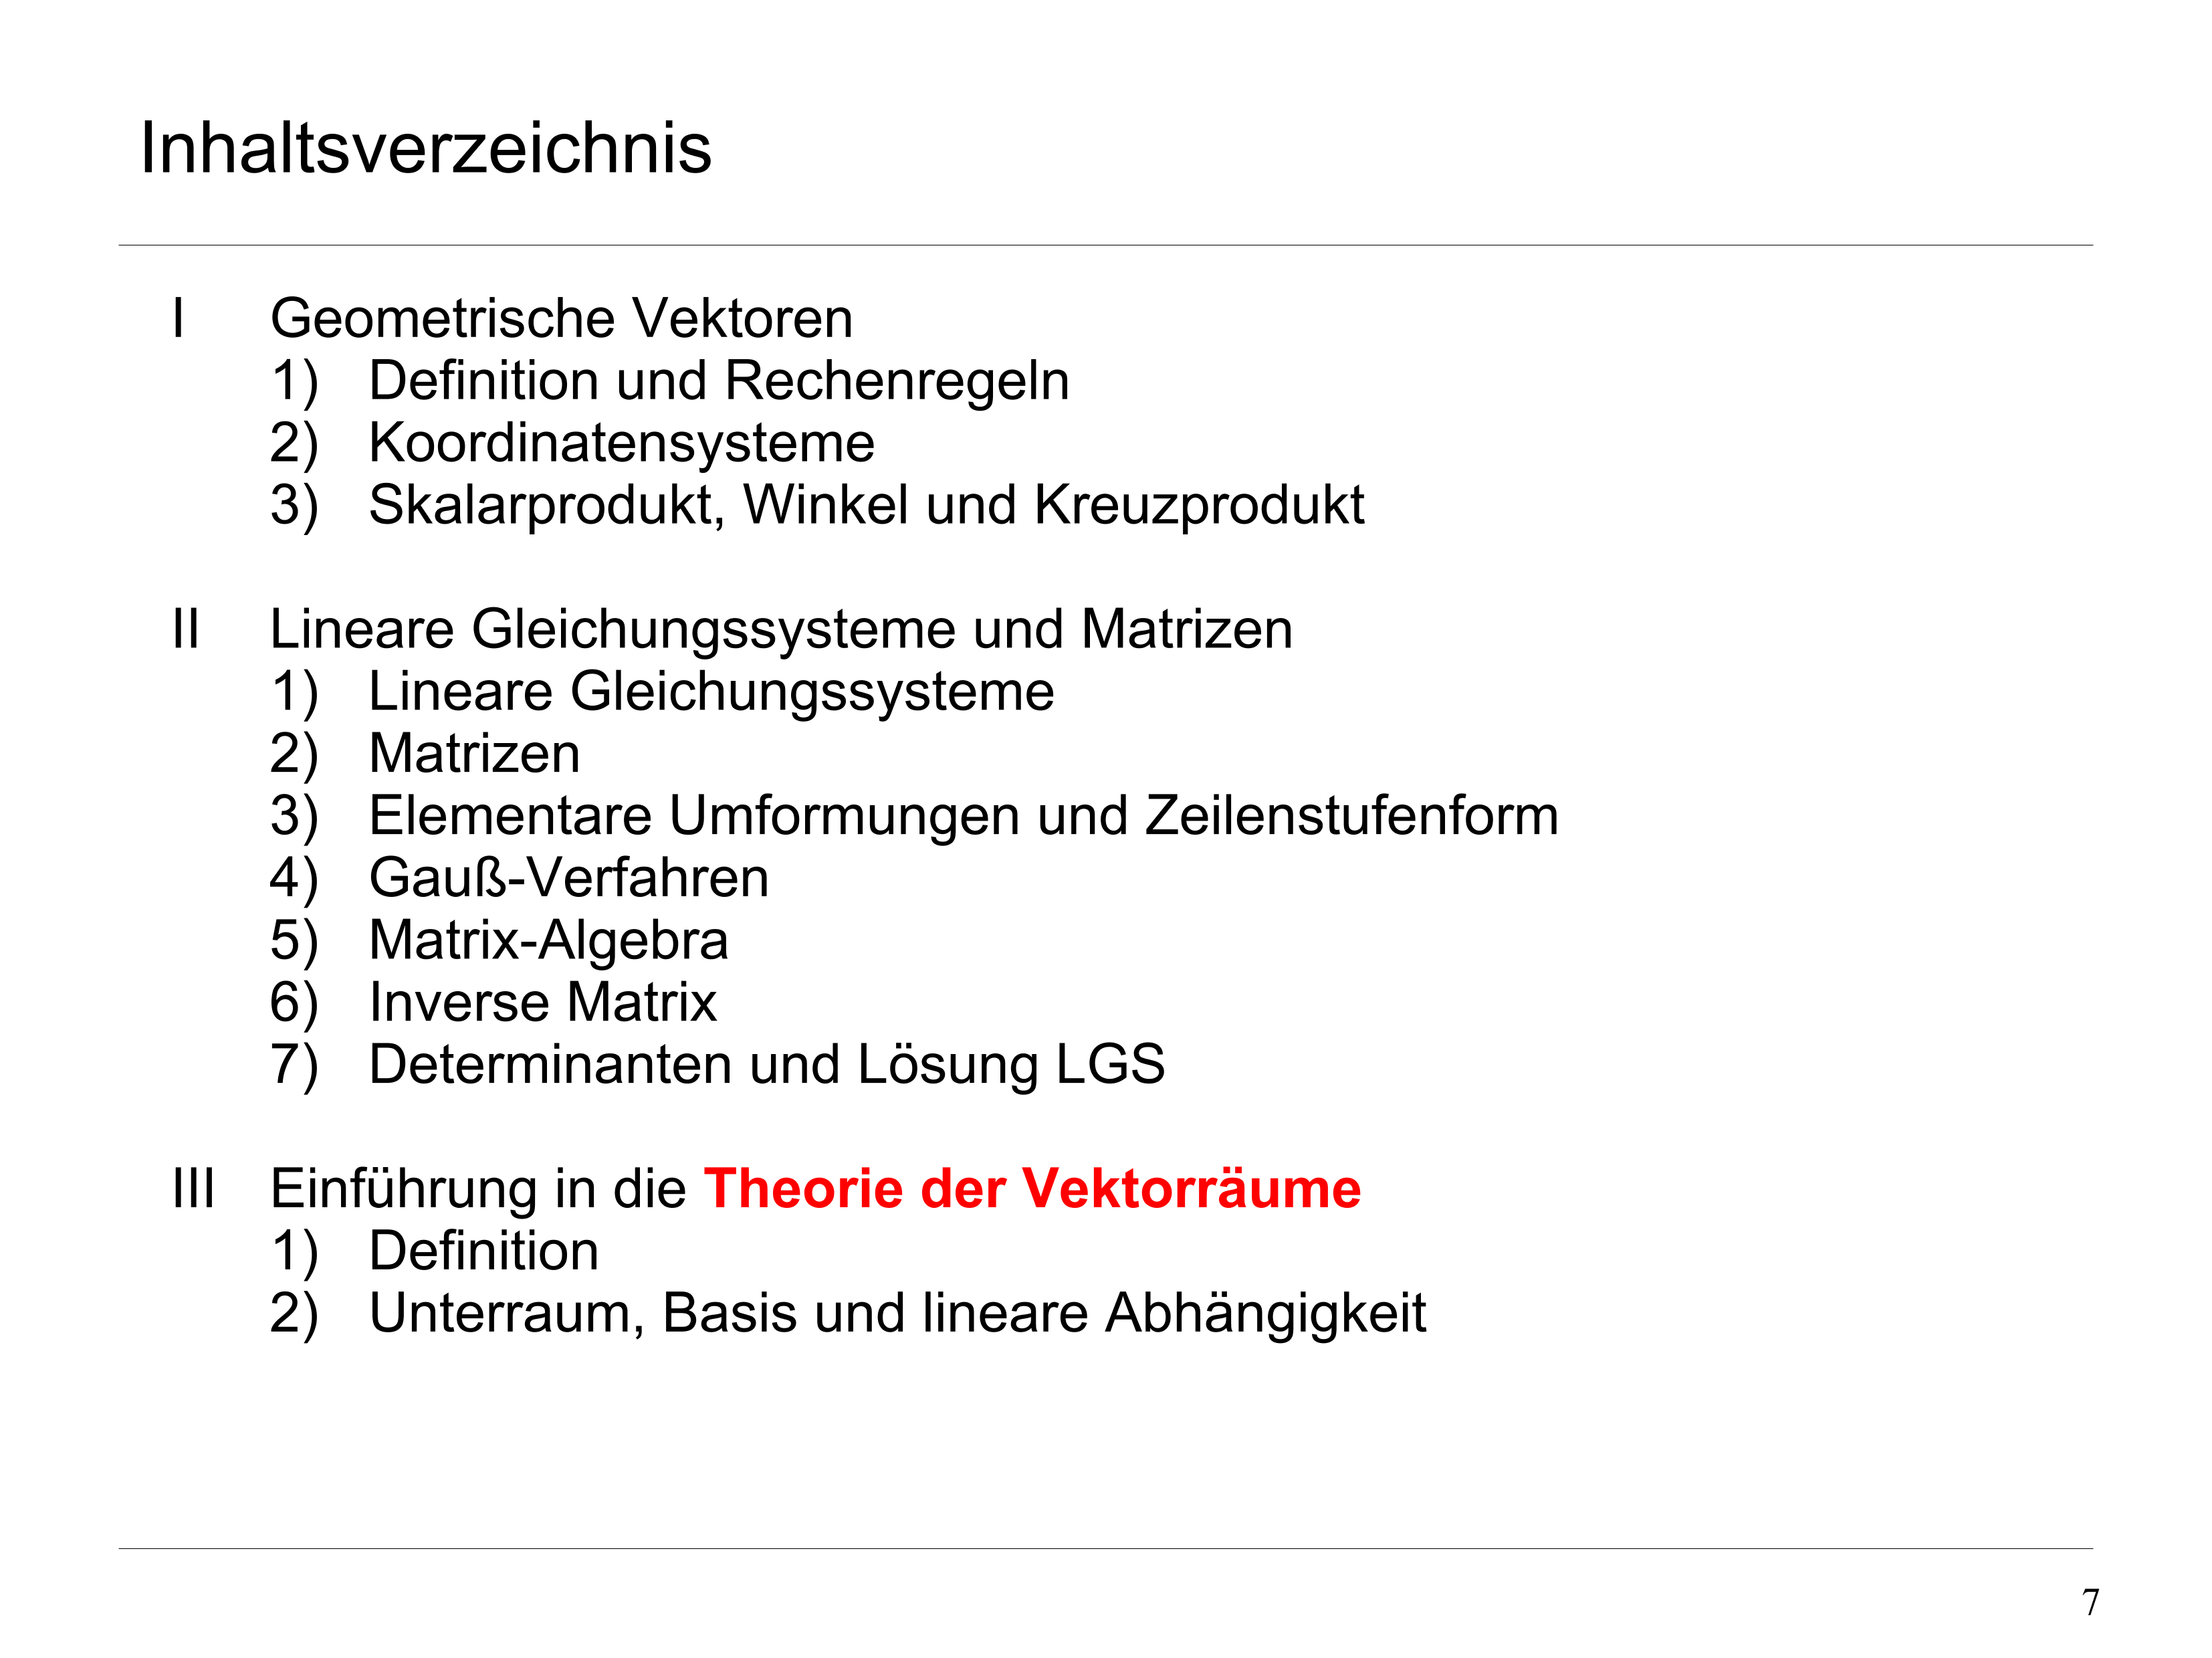 Inhaltsverzeichnis
I Geometrische Vektoren
1) Definition und Rechenregeln
2) Koordinatensysteme
3) Skalarprodukt, Winkel und Kreuzprodukt
II Lineare Gleichungssysteme und Matrizen
1) Lineare Gleichungssysteme
2) Matrizen
3) Elementare Umformungen und Zeilenstufenform
4) Gauß-Verfahren
5) Matrix-Algebra
6) Inverse Matrix
7) Determinanten und Lösung LGS
III Einführung in die Theorie der Vektorräume
1) Definition
2) Unterraum, Basis und lineare Abhängigkeit
7